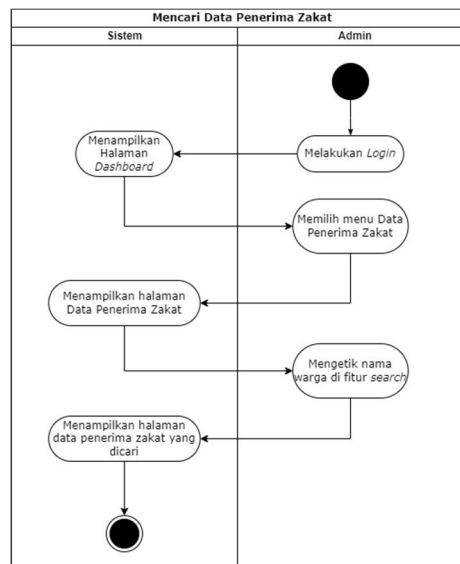 Mencari Data Penerima Zakat
Sistem
Admin
Melakukan Login
Menampilkan
Halaman
Dashboard
Memilih menu Data
Penerima Zakat
Menampilkan halaman
Data Penerima Zakat
Mengetik nama
warga di fitur search
Menampilkan halaman
data penerima zakat yang
dicari